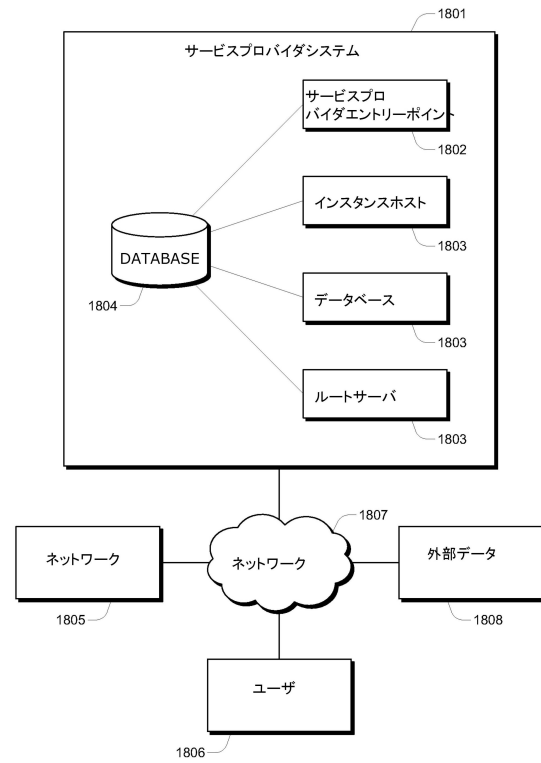 1801
サービスプロバイダシステム
サービスプロ
バイダエントリーポイント
1802
インスタンスホスト
1803
DATABASE
1804
データベース
1803
ルートサーバ
1803
1807
ネットワーク
1805
ネットワーク
外部データ
1808
ユーザ
1806